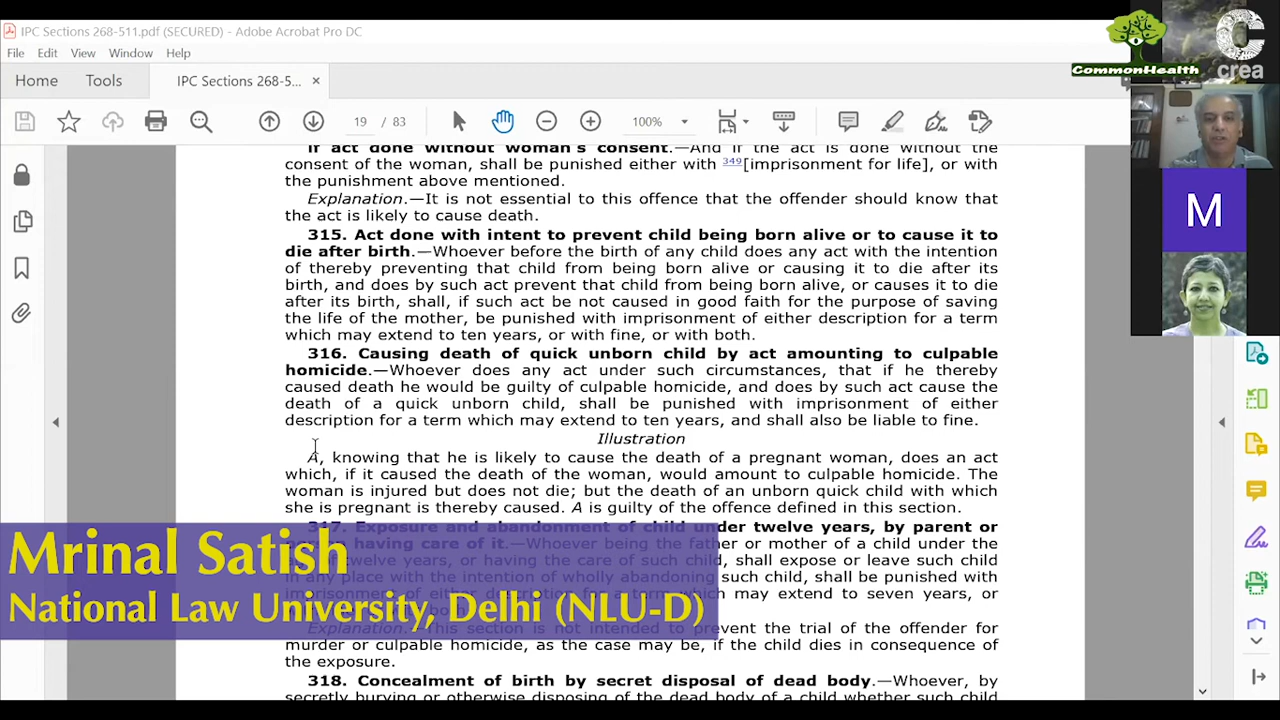 IPC Sections 268-511.pdf (SECURED) - Adobe Acrobat Pro DC
File Edit View Window Help
Home Tools IPC Sections 268-5... ×
19 / 83 100%
CommonHealth
crea
M
If act done without woman's consent.—And if the act is done without the
consent of the woman, shall be punished either with 349[imprisonment for life], or with
the punishment above mentioned.
Explanation.—It is not essential to this offence that the offender should know that
the act is likely to cause death.
315. Act done with intent to prevent child being born alive or to cause it to
die after birth.—Whoever before the birth of any child does any act with the intention
of thereby preventing that child from being born alive or causing it to die after its
birth, and does by such act prevent that child from being born alive, or causes it to die
after its birth, shall, if such act be not caused in good faith for the purpose of saving
the life of the mother, be punished with imprisonment of either description for a term
which may extend to ten years, or with fine, or with both.
316. Causing death of quick unborn child by act amounting to culpable
homicide.—Whoever does any act under such circumstances, that if he thereby
caused death he would be guilty of culpable homicide, and does by such act cause the
death of a quick unborn child, shall be punished with imprisonment of either
description for a term which may extend to ten years, and shall also be liable to fine.
Illustration
A, knowing that he is likely to cause the death of a pregnant woman, does an act
which, if it caused the death of the woman, would amount to culpable homicide. The
woman is injured but does not die; but the death of an unborn quick child with which
she is pregnant is thereby caused. A is guilty of the offence defined in this section.
317. Exposure and abandonment of child under twelve years, by parent or
having care of it.—Whoever being the father or mother of a child under the
twelve years, or having the care of such child, shall expose or leave such child
in any place with the intention of wholly abandoning such child, shall be punished with
imprisonment of either description for a term which may extend to seven years, or
Explanation.—This section is not intended to prevent the trial of the offender for
murder or culpable homicide, as the case may be, if the child dies in consequence of
the exposure.
318. Concealment of birth by secret disposal of dead body.—Whoever, by
secretly burying or otherwise disposing of the dead body of a child whether such child
Mrinal Satish
National Law University, Delhi (NLU-D)